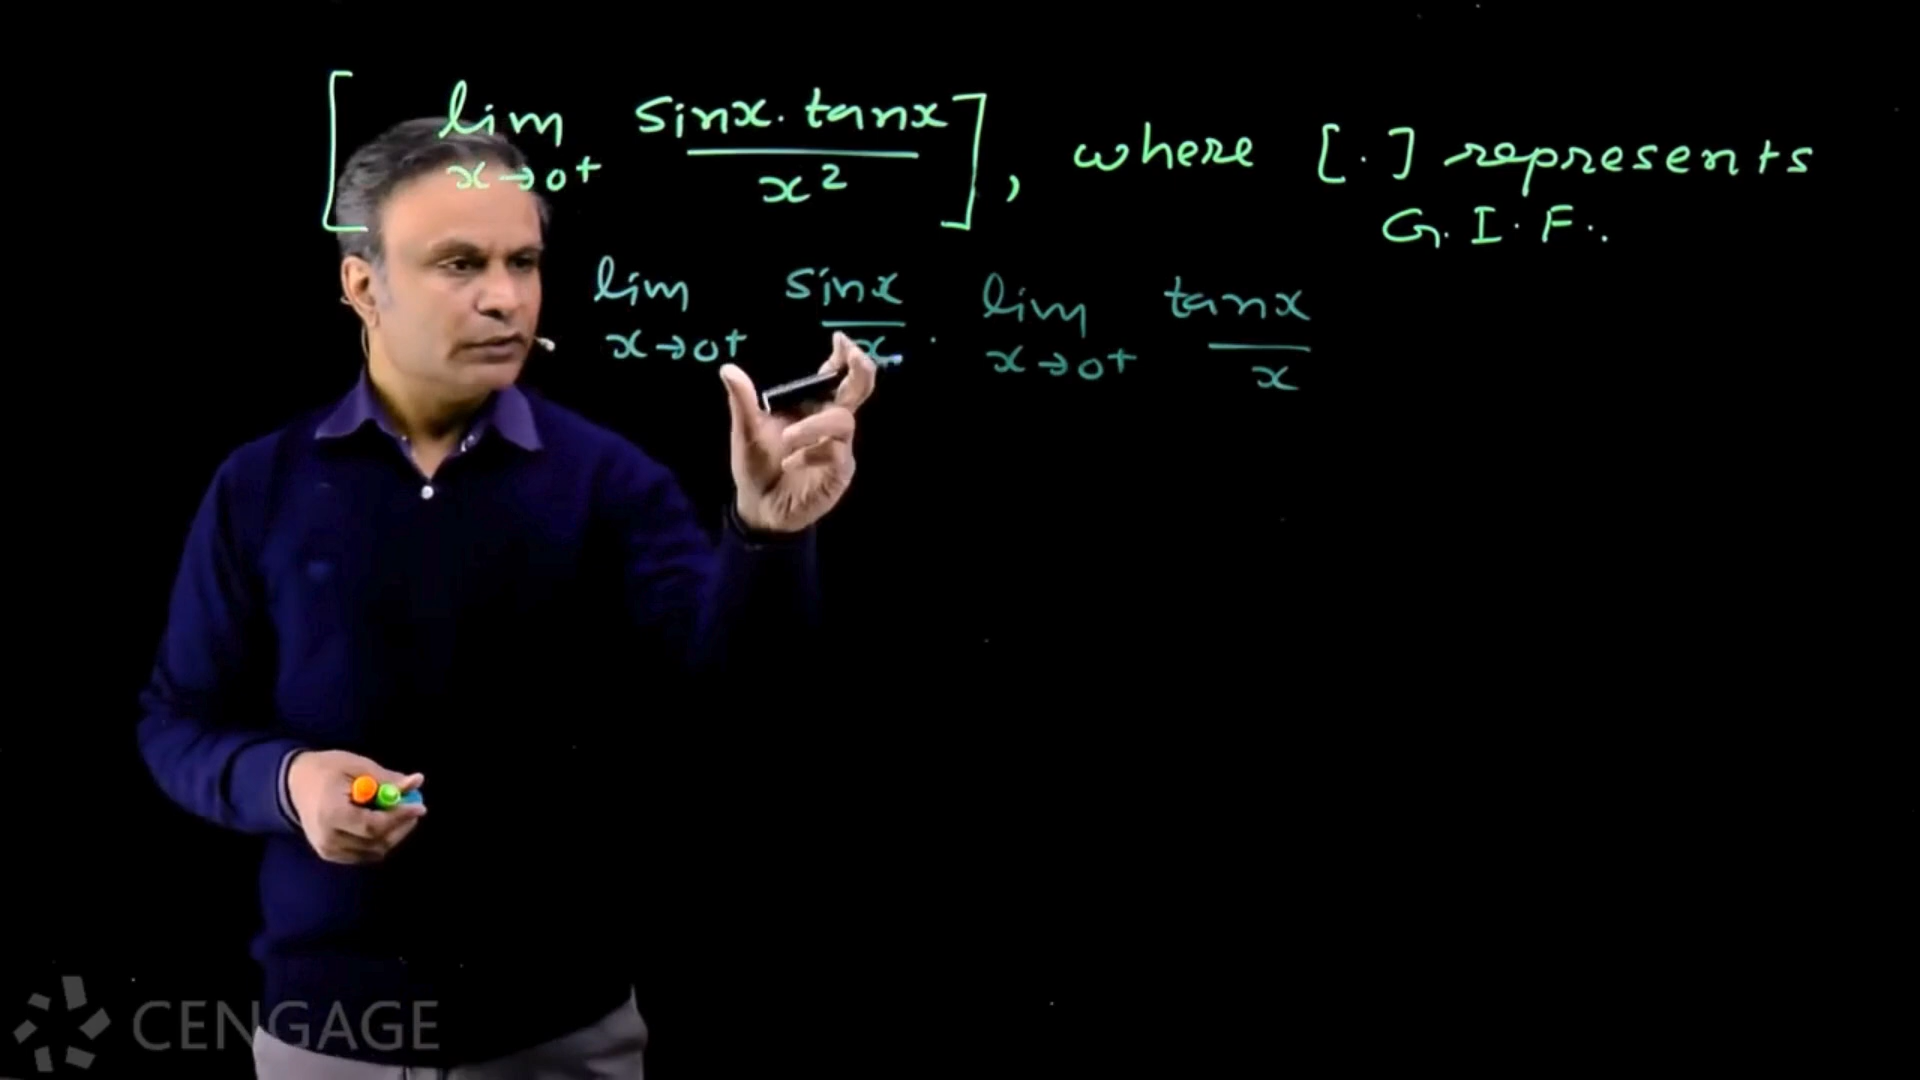 [ lim x→0+ sinx·tanx / x² ], where [·] represents
G.I.F..
lim x→0+ sinx / x · lim x→0+ tanx / x
CENGAGE